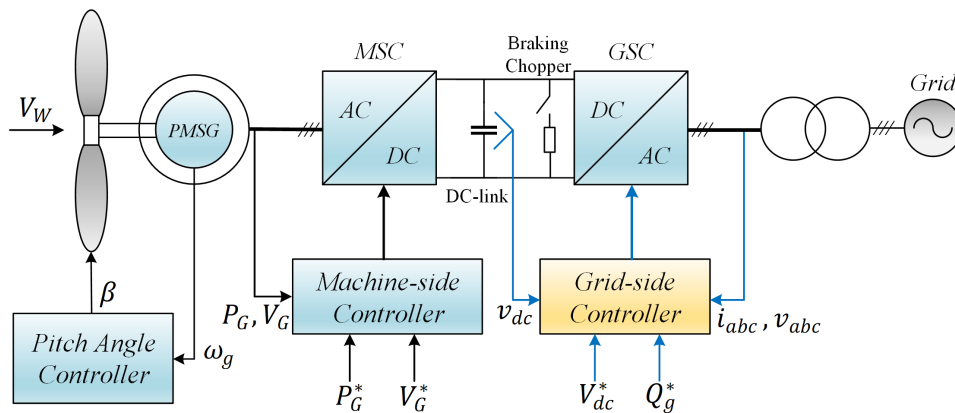 MSC
Braking
Chopper
GSC
Grid
V_W
PMSG
AC
DC
DC
AC
DC-link
β
P_G, V_G
Machine-side
Controller
v_dc
Grid-side
Controller
i_abc, v_abc
Pitch Angle
Controller
ω_g
P_G^*
V_G^*
V_dc^*
Q_g^*